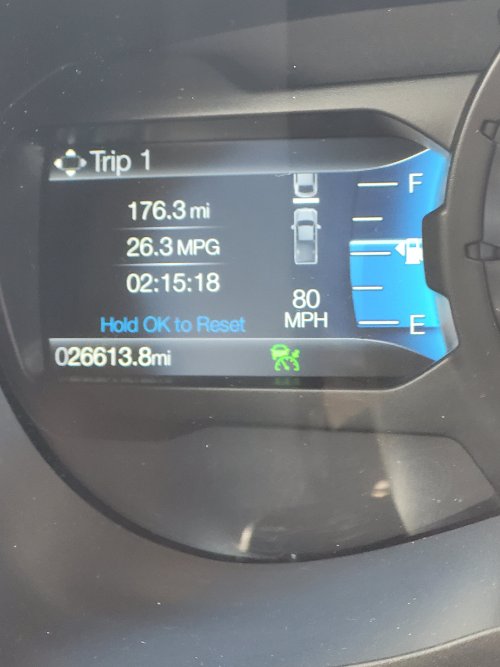 Trip 1
F
176.3 mi
26.3 MPG
02:15:18
80
MPH
Hold OK to Reset
E
026613.8mi